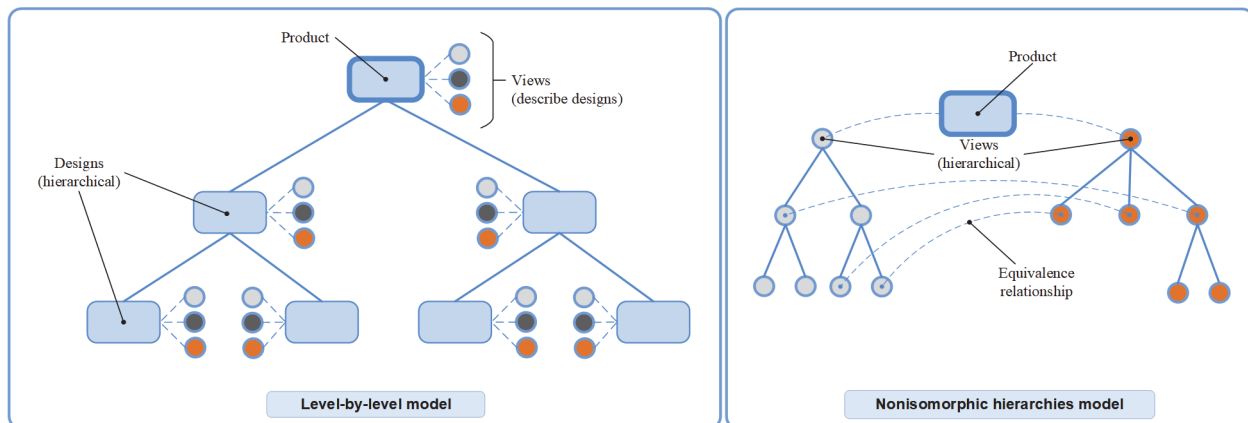 Product
Views
(describe designs)
Designs
(hierarchical)
Level-by-level model
Product
Views
(hierarchical)
Equivalence
relationship
Nonisomorphic hierarchies model